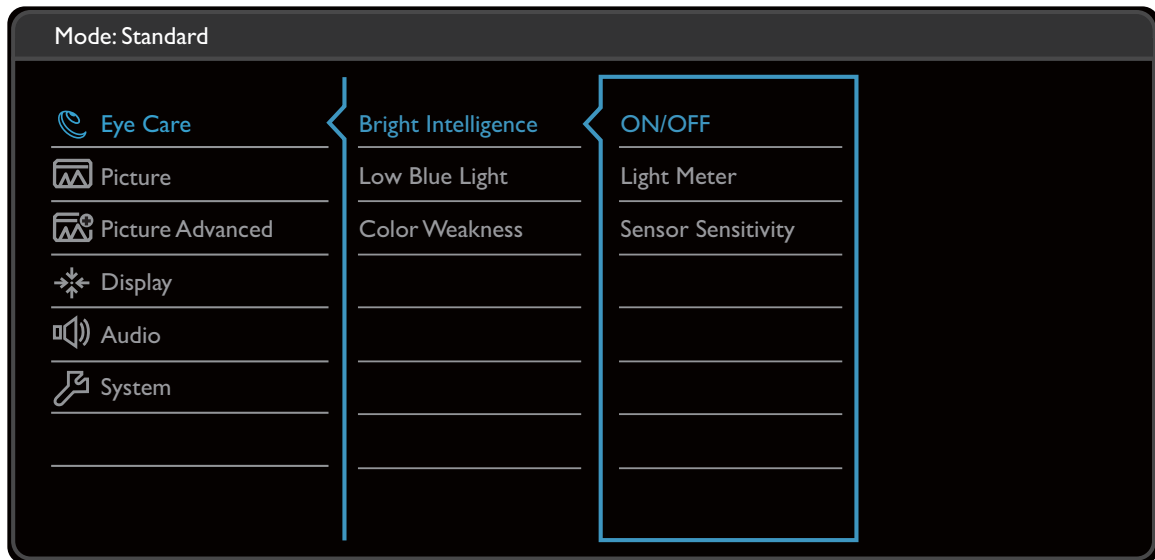 Mode: Standard
Eye Care
Bright Intelligence
ON/OFF
Picture
Low Blue Light
Light Meter
Picture Advanced
Color Weakness
Sensor Sensitivity
Display
Audio
System